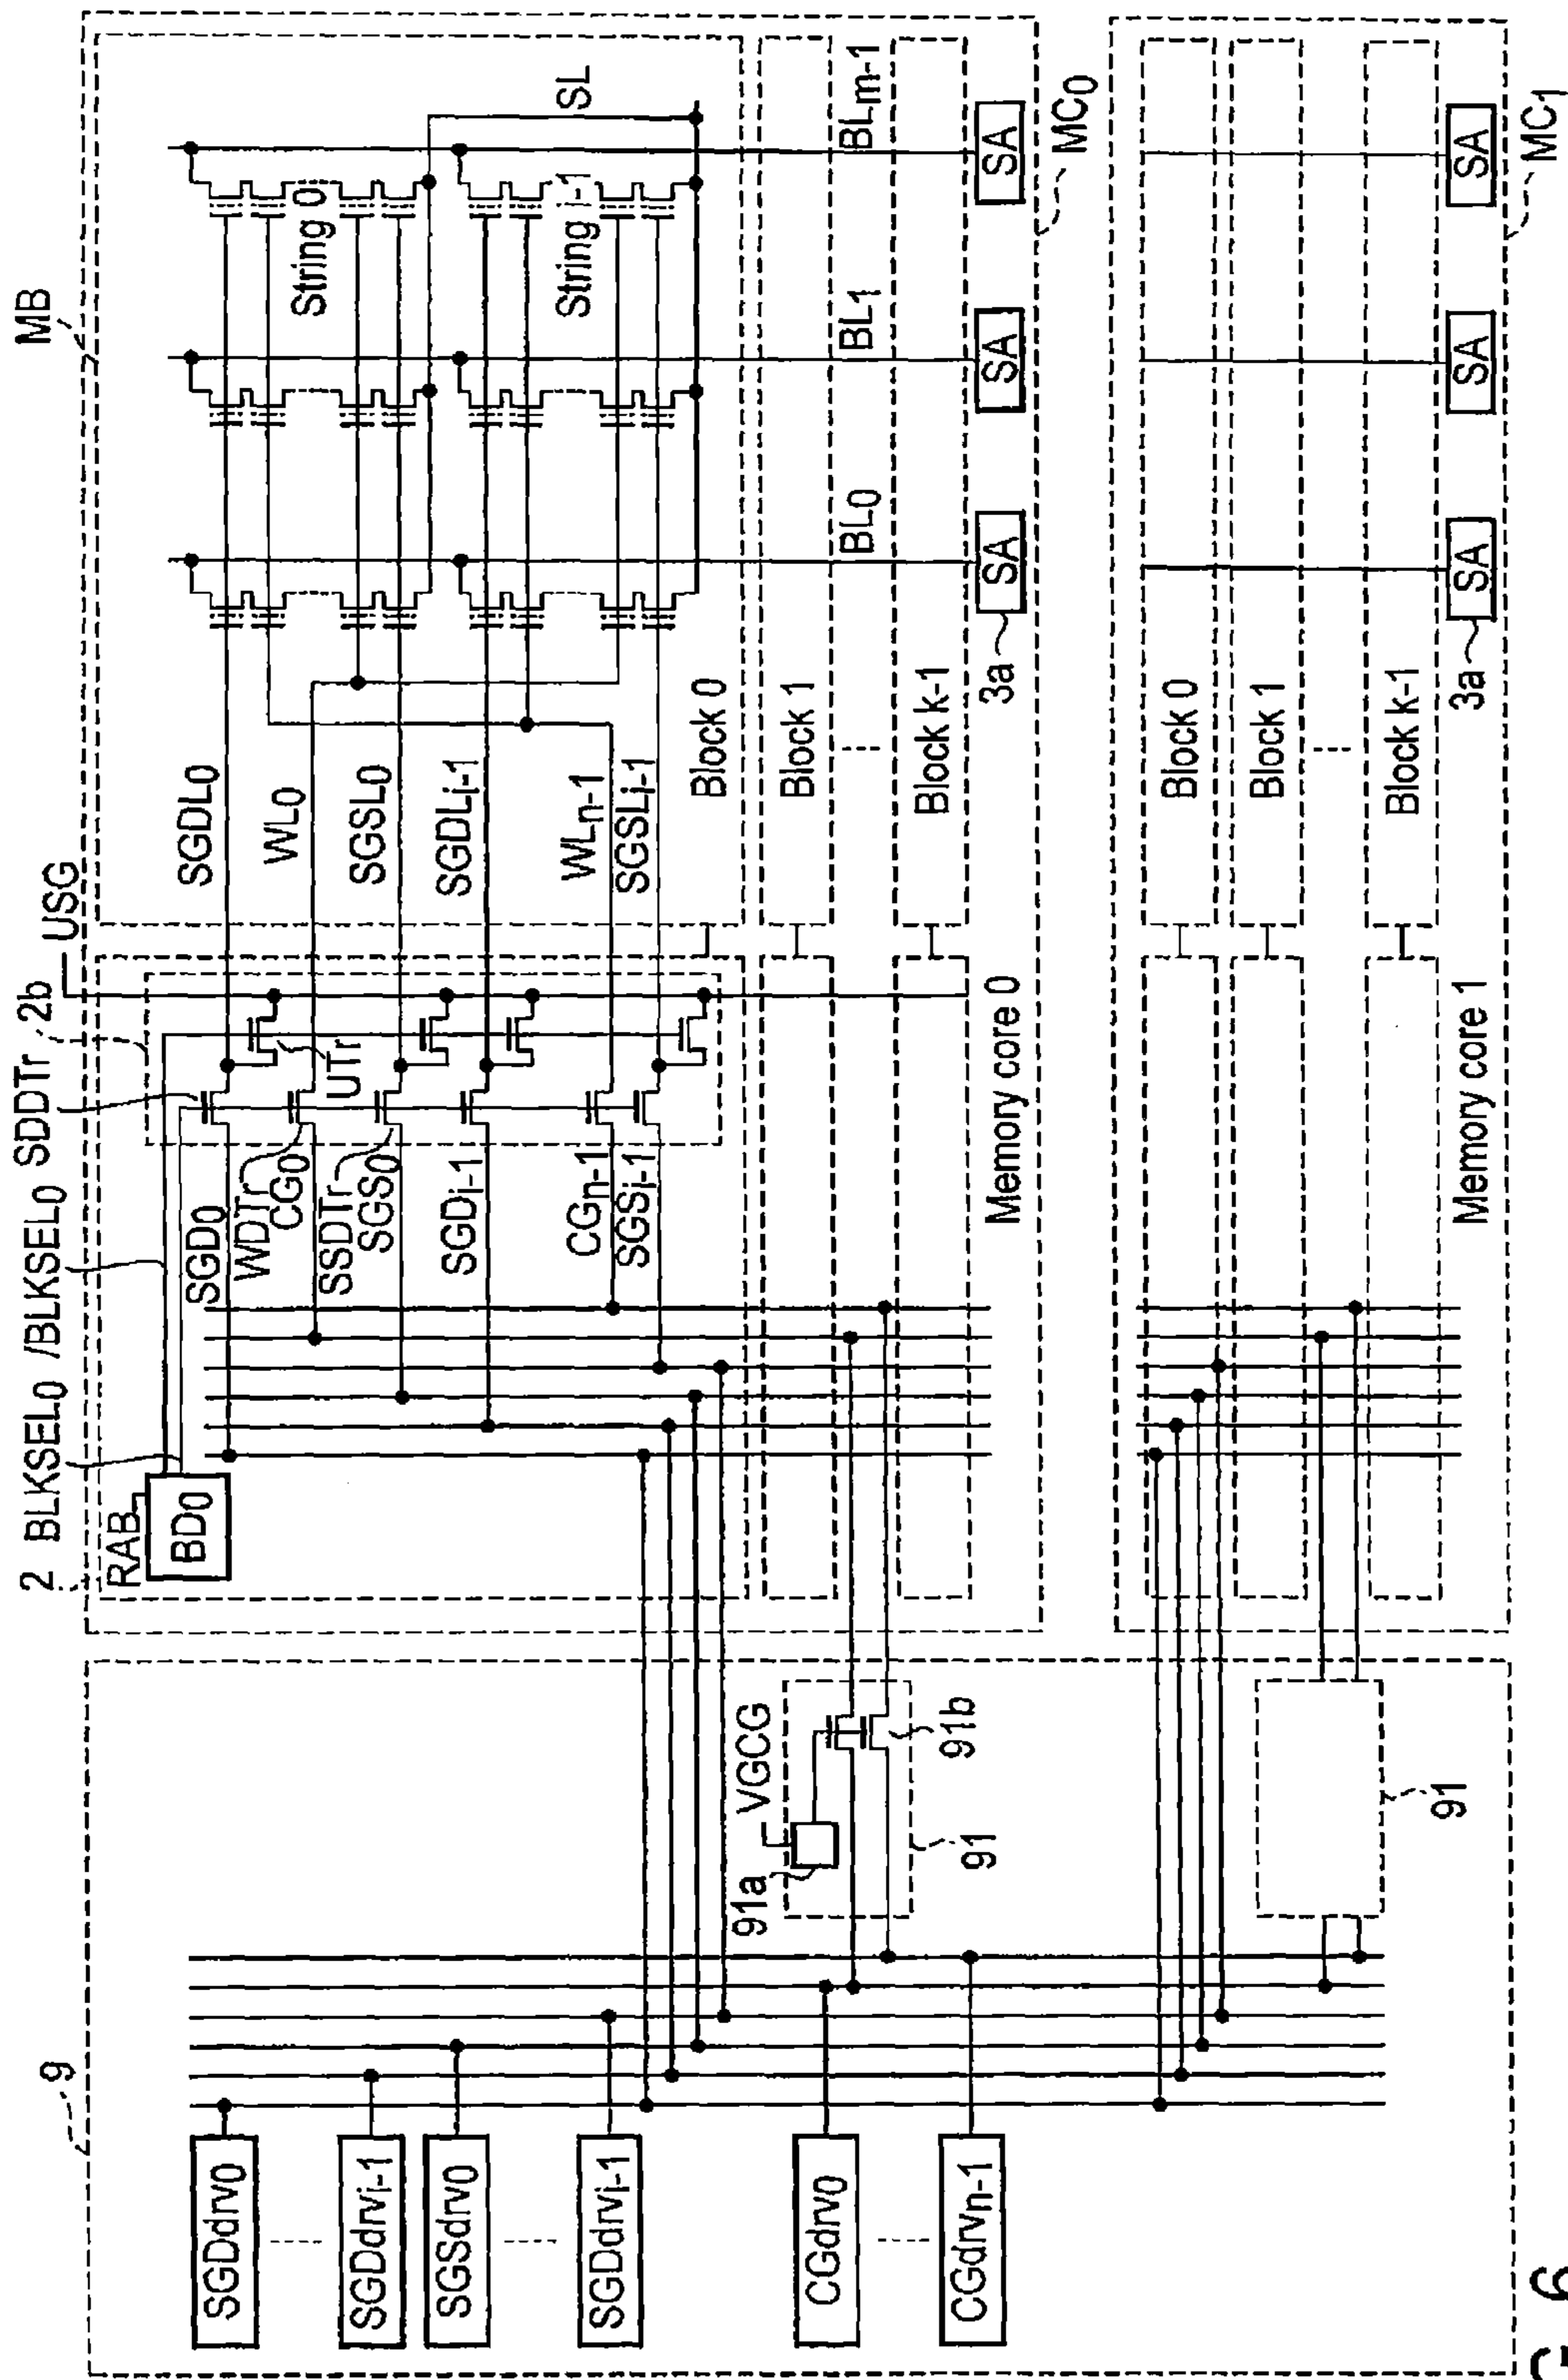 9
SGDdrv0
SGDdrvi-1
SGSdrv0
SGDdrvi-1
CGdrv0
CGdrvn-1
91a
VGCG
91b
91
91
2
BLKSEL0
/BLKSEL0
SDDTr
2b
USG
MB
RAB
BD0
SGD0
WDTr
CG0
SSDTr
SGS0
SGDi-1
CGn-1
SGSi-1
UTr
SGDL0
WL0
SGSL0
SGDLi-1
WLn-1
SGSLi-1
String 0
String i-1
SL
Block 0
Block 1
Block k-1
BL0
BL1
BLm-1
3a
SA
SA
SA
MC0
Memory core 0
Block 0
Block 1
Block k-1
3a
SA
SA
SA
MC1
Memory core 1